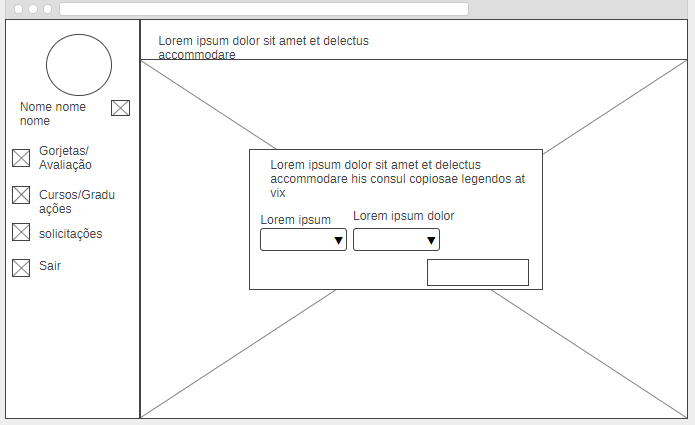 Lorem ipsum dolor sit amet et delectus
accommodare
Nome nome
nome
Gorjetas/
Avaliação
Cursos/Gradu
ações
solicitações
Sair
Lorem ipsum dolor sit amet et delectus
accommodare his consul copiosae legendos at
vix
Lorem ipsum
Lorem ipsum dolor